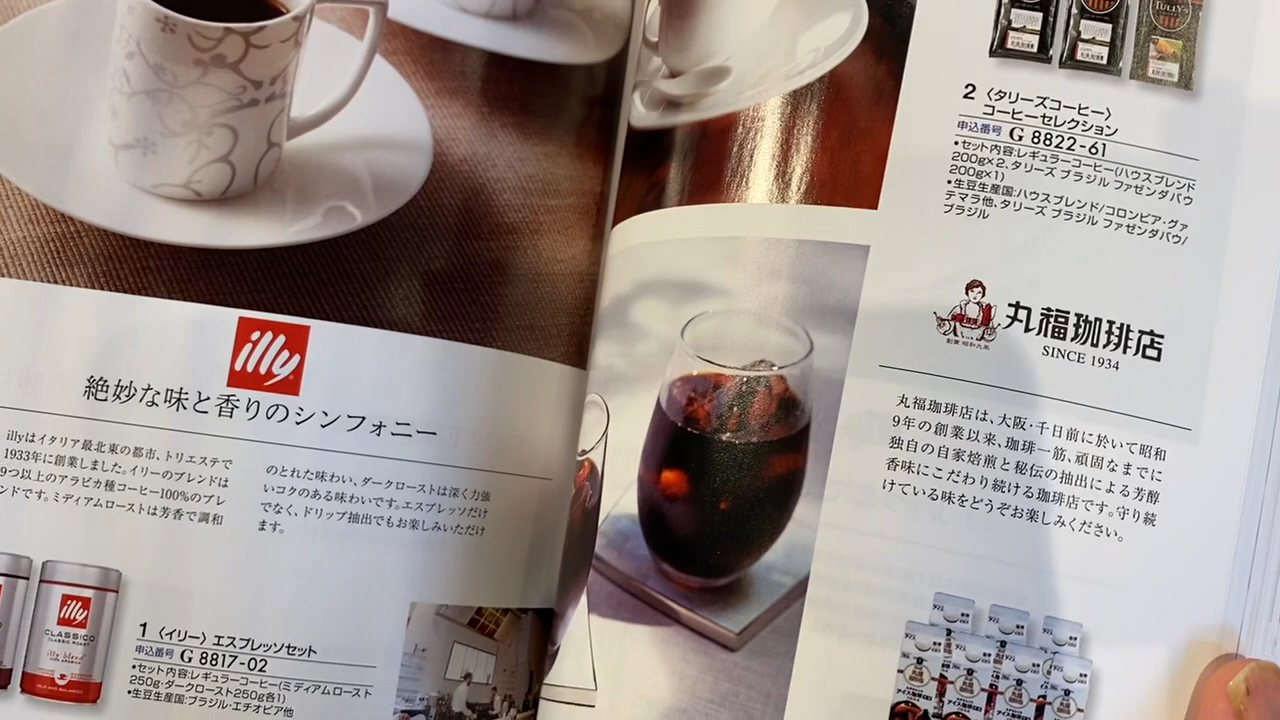 illy
絶妙な味と香りのシンフォニー
illyはイタリア最北東の都市、トリエステで
1933年に創業しました。イリーのブレンドは
9つ以上のアラビカ種コーヒー100%のブレ
ンドです。ミディアムローストは芳香で調和
のとれた味わい、ダークローストは深く力強
いコクのある味わいです。エスプレッソだけ
でなく、ドリップ抽出でもお楽しみいただけ
ます。
illy
CLASSICO
CLASSIC ROAST
illy blend
1 〈イリー〉 エスプレッソセット
申込番号 G 8817-02
•セット内容:レギュラーコーヒー(ミディアムロースト
250g・ダークロースト250g各1)
•生豆生産国:ブラジル・エチオピア他
TULLY'S
2 〈タリーズコーヒー〉
コーヒーセレクション
申込番号 G 8822-61
•セット内容:レギュラーコーヒー(ハウスブレンド
200g×2、タリーズ ブラジル ファゼンダバウ
200g×1)
•生豆生産国:ハウスブレンド/コロンビア・グァ
テマラ他、タリーズ ブラジル ファゼンダバウ/
ブラジル
丸福珈琲店
創業 昭和九年
SINCE 1934
丸福珈琲店は、大阪・千日前に於いて昭和
9年の創業以来、珈琲一筋、頑固なまでに
独自の自家焙煎と秘伝の抽出による芳醇
香味にこだわり続ける珈琲店です。守り続
けている味をどうぞお楽しみください。